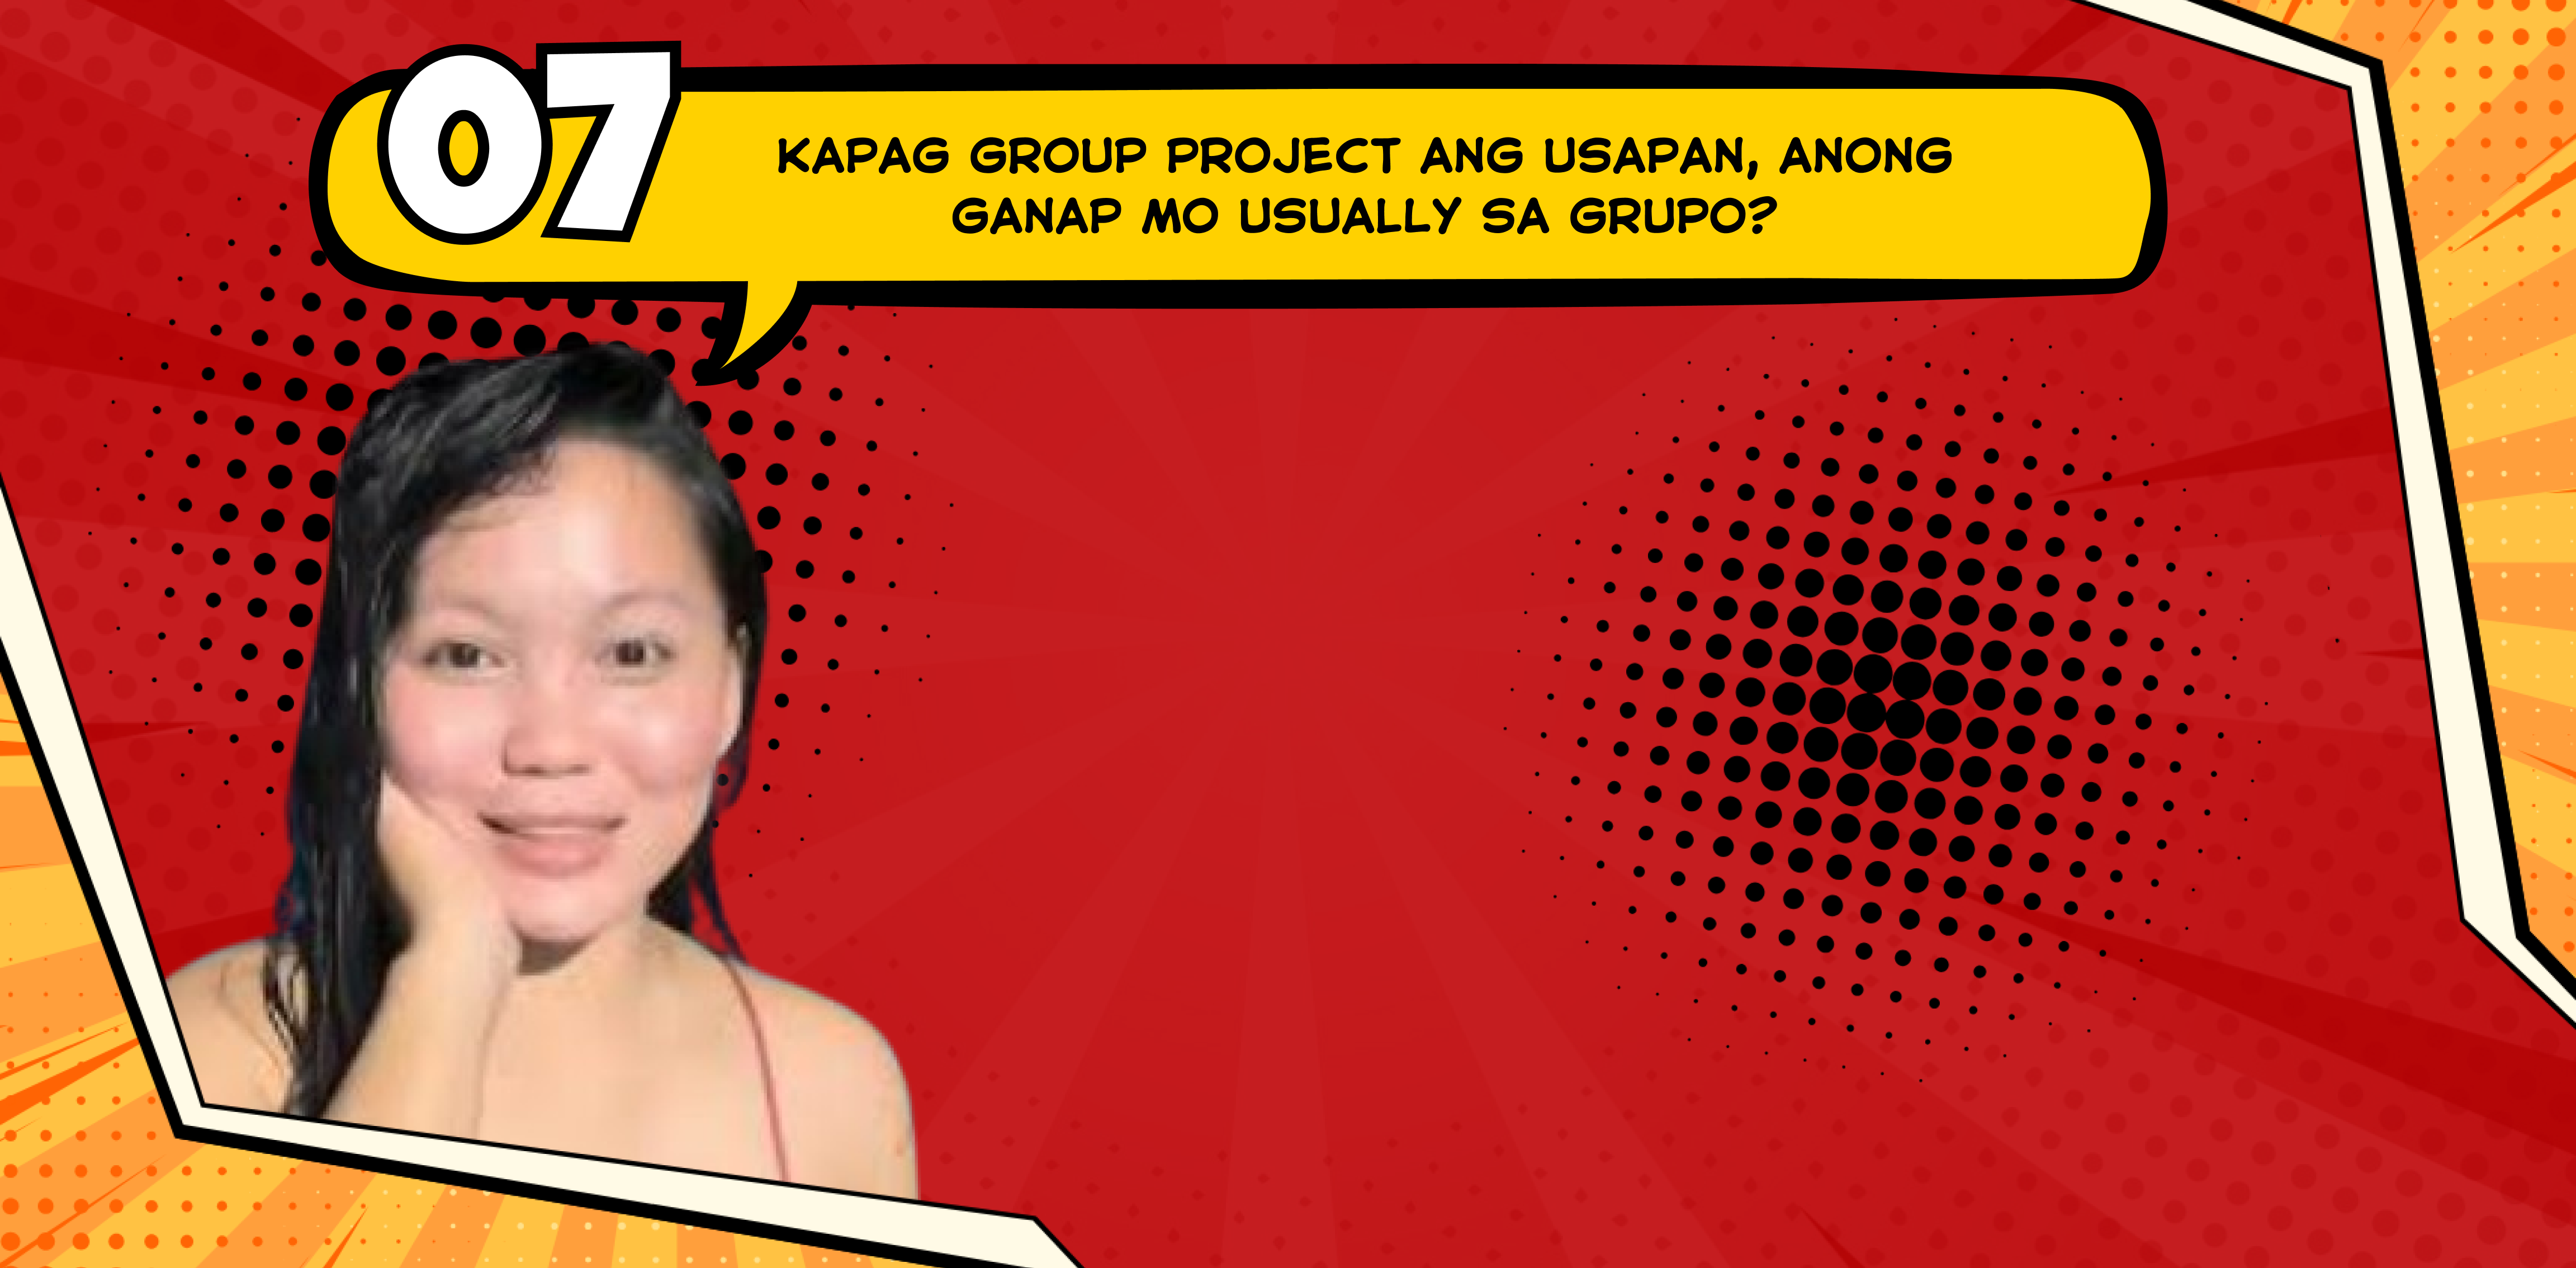 07
KAPAG GROUP PROJECT ANG USAPAN, ANONG
GANAP MO USUALLY SA GRUPO?